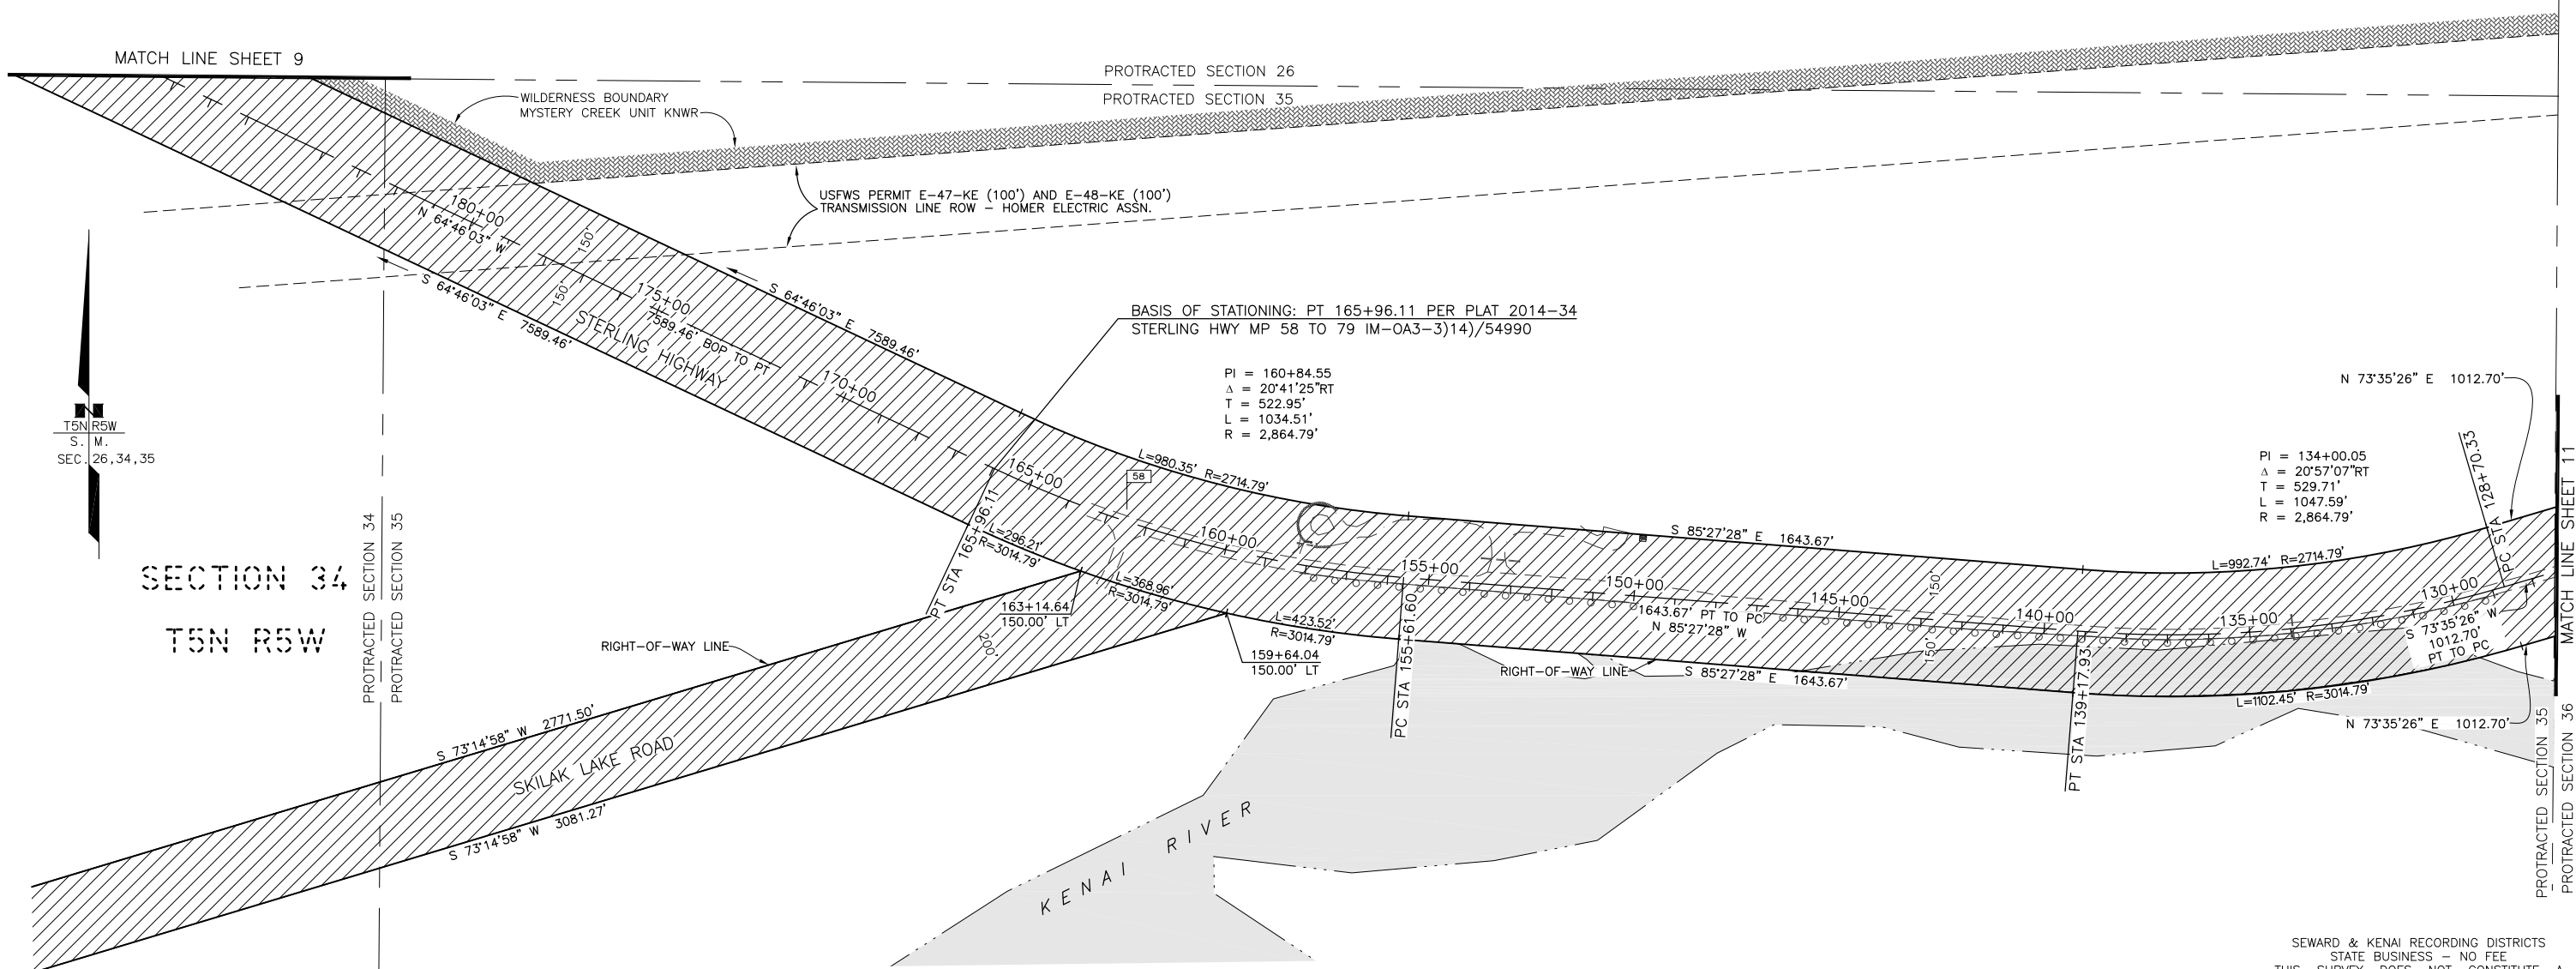 MATCH LINE SHEET 9
PROTRACTED SECTION 26
PROTRACTED SECTION 35
WILDERNESS BOUNDARY
MYSTERY CREEK UNIT KNWR
USFWS PERMIT E-47-KE (100') AND E-48-KE (100')
TRANSMISSION LINE ROW - HOMER ELECTRIC ASSN.
180+00
N 64°46'03" W
150'
150'
S 64°46'03" E 7589.46'
175+00
7589.46' BOP TO PT
STERLING HIGHWAY
S 64°46'03" E 7589.46'
170+00
BASIS OF STATIONING: PT 165+96.11 PER PLAT 2014-34
STERLING HWY MP 58 TO 79 IM-OA3-3)14)/54990
PI = 160+84.55
Δ = 20°41'25"RT
T = 522.95'
L = 1034.51'
R = 2,864.79'
N 73°35'26" E 1012.70'
PI = 134+00.05
Δ = 20°57'07"RT
T = 529.71'
L = 1047.59'
R = 2,864.79'
PC STA 128+70.33
MATCH LINE SHEET 11
N
T5N R5W
S. M.
SEC. 26,34,35
SECTION 34
T5N R5W
PROTRACTED SECTION 34
PROTRACTED SECTION 35
165+00
58
L=980.35' R=2714.79'
PT STA 165+96.11
L=296.21'
R=3014.79'
160+00
L=368.96'
R=3014.79'
163+14.64
150.00' LT
200'
155+00
L=423.52'
R=3014.79'
159+64.04
150.00' LT
PC STA 155+61.60
S 85°27'28" E 1643.67'
150+00
1643.67' PT TO PC
N 85°27'28" W
145+00
150'
150'
140+00
135+00
130+00
L=992.74' R=2714.79'
S 73°35'26" W
1012.70'
PT TO PC
RIGHT-OF-WAY LINE
RIGHT-OF-WAY LINE
S 85°27'28" E 1643.67'
PT STA 139+17.93
L=1102.45' R=3014.79'
N 73°35'26" E 1012.70'
S 73°14'58" W 2771.50'
SKILAK LAKE ROAD
S 73°14'58" W 3081.27'
KENAI RIVER
PROTRACTED SECTION 35
PROTRACTED SECTION 36
SEWARD & KENAI RECORDING DISTRICTS
STATE BUSINESS - NO FEE
THIS SURVEY DOES NOT CONSTITUTE A